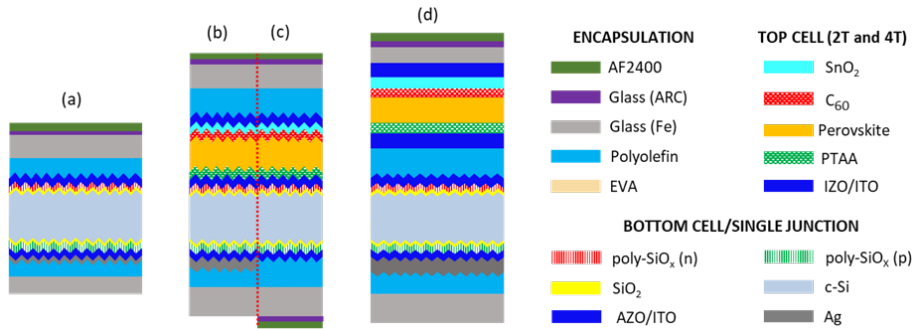 (a)
(b)
(c)
(d)
ENCAPSULATION
AF2400
Glass (ARC)
Glass (Fe)
Polyolefin
EVA
TOP CELL (2T and 4T)
SnO₂
C₆₀
Perovskite
PTAA
IZO/ITO
BOTTOM CELL/SINGLE JUNCTION
poly-SiOₓ (n)
SiO₂
AZO/ITO
poly-SiOₓ (p)
c-Si
Ag